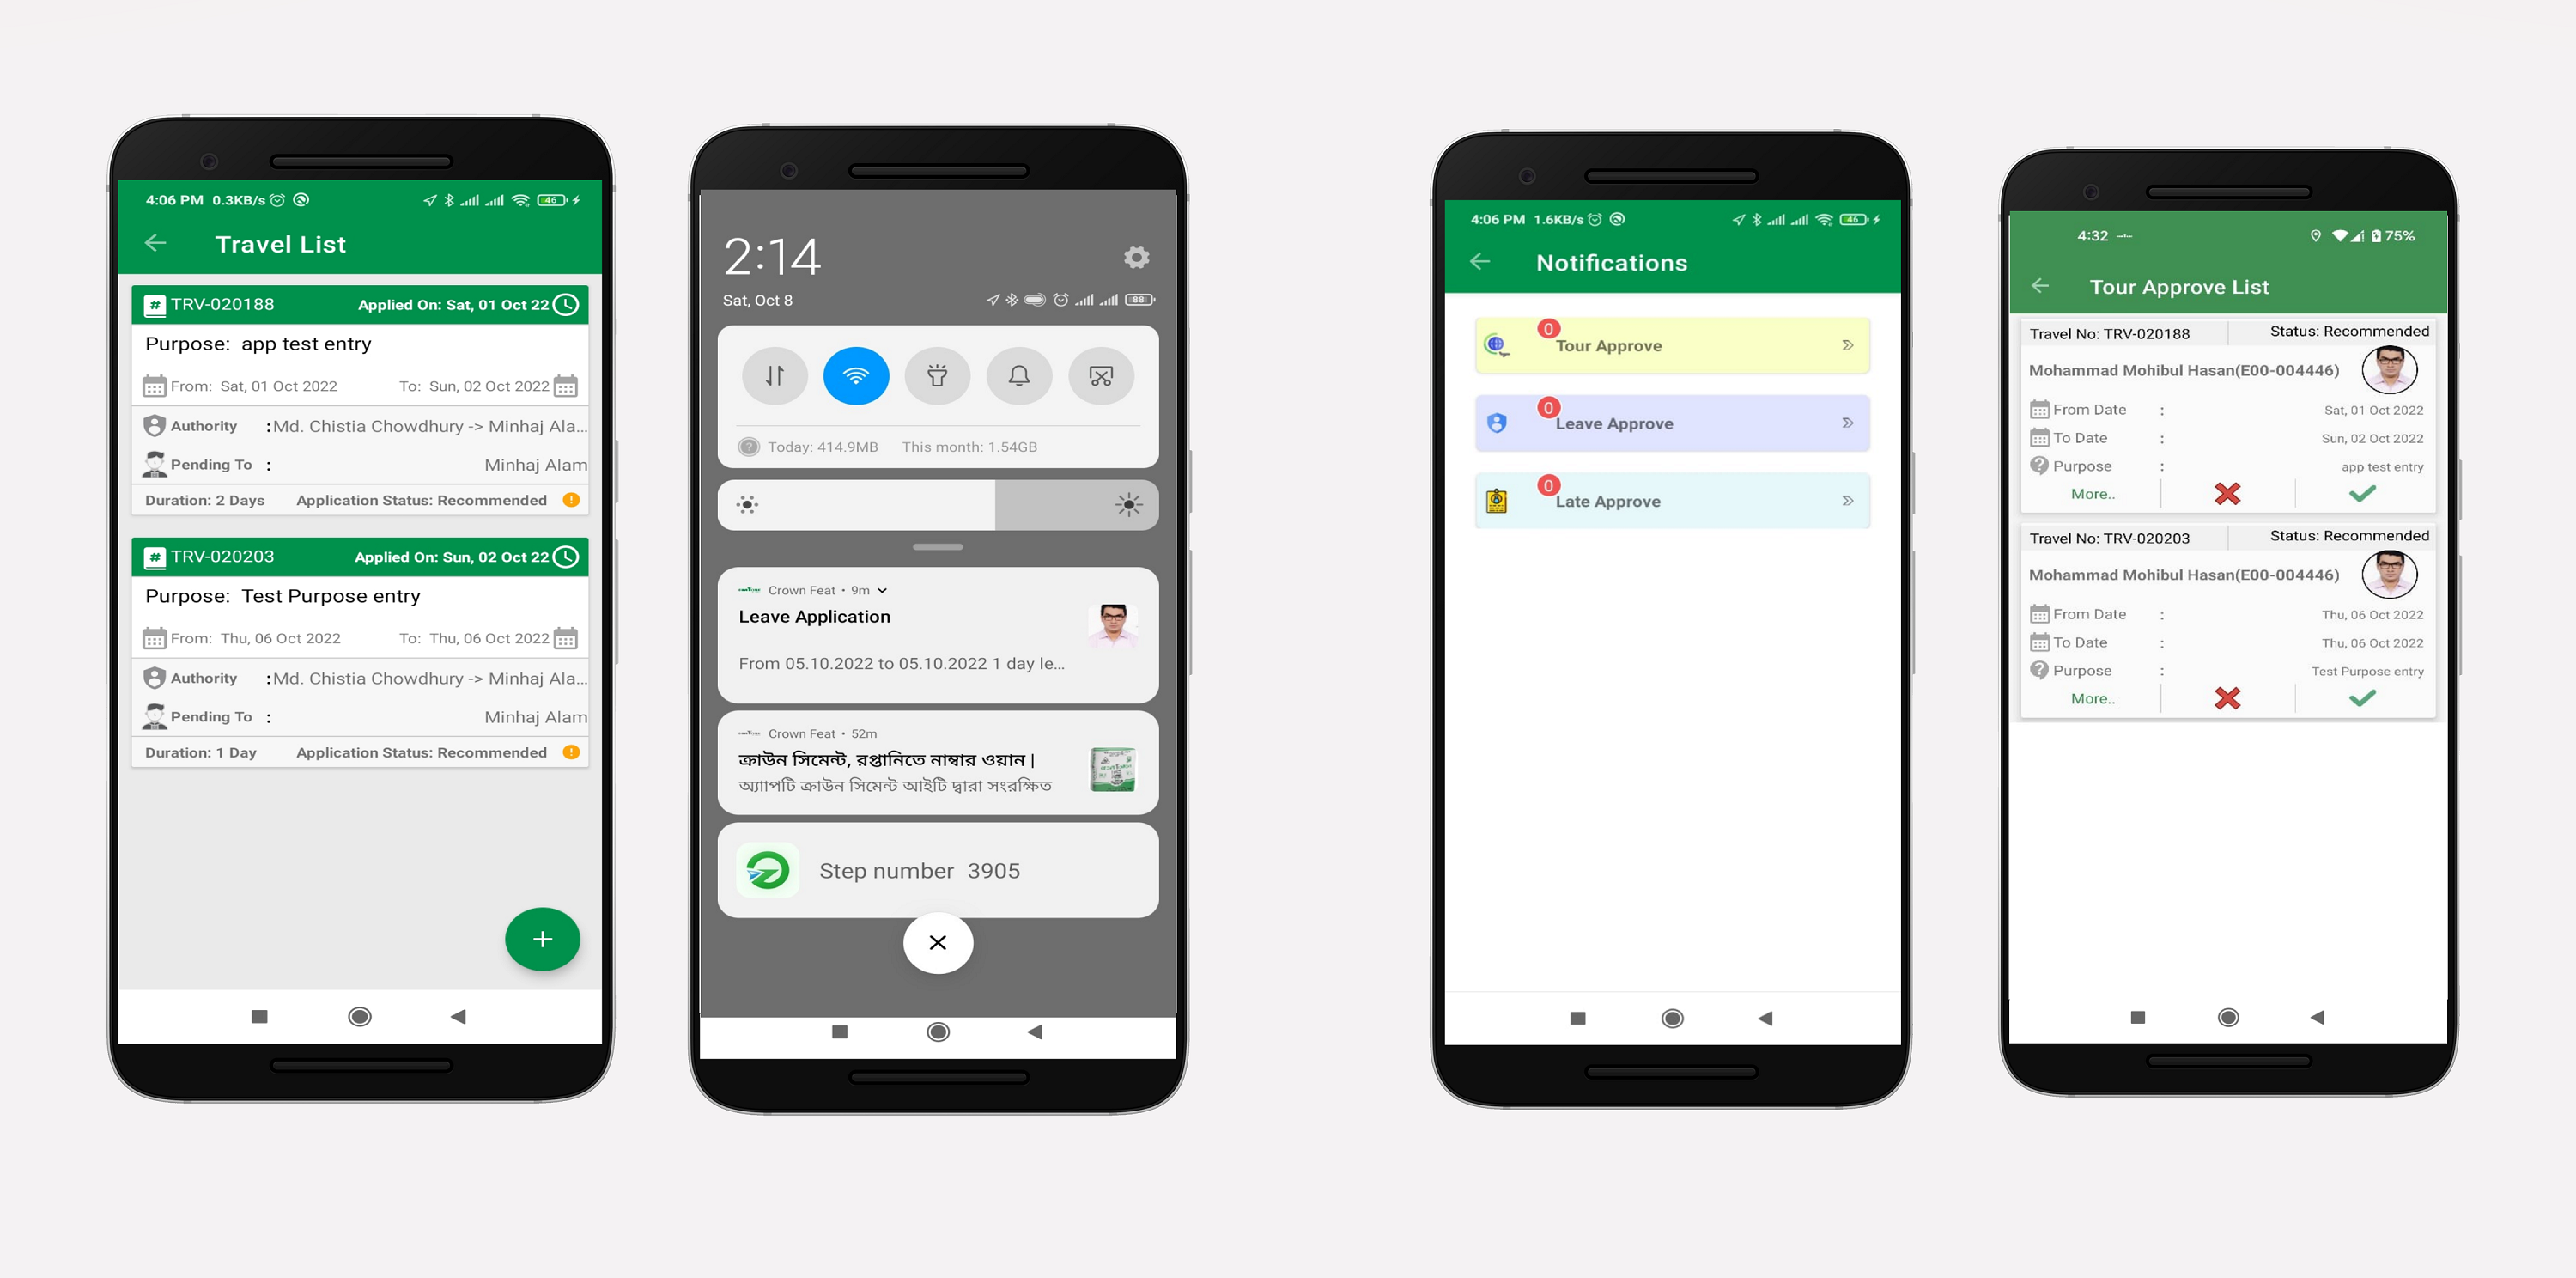 4:06 PM 0.3KB/s
46
Travel List
# TRV-020188 Applied On: Sat, 01 Oct 22
Purpose: app test entry
From: Sat, 01 Oct 2022 To: Sun, 02 Oct 2022
Authority :Md. Chistia Chowdhury -> Minhaj Ala...
Pending To : Minhaj Alam
Duration: 2 Days Application Status: Recommended
# TRV-020203 Applied On: Sun, 02 Oct 22
Purpose: Test Purpose entry
From: Thu, 06 Oct 2022 To: Thu, 06 Oct 2022
Authority :Md. Chistia Chowdhury -> Minhaj Ala...
Pending To : Minhaj Alam
Duration: 1 Day Application Status: Recommended
+
2:14
Sat, Oct 8
88
Today: 414.9MB This month: 1.54GB
Crown Feat • 9m
Leave Application
From 05.10.2022 to 05.10.2022 1 day le...
Crown Feat • 52m
ক্রাউন সিমেন্ট, রপ্তানিতে নাম্বার ওয়ান |
অ্যাপটি ক্রাউন সিমেন্ট আইটি দ্বারা সংরক্ষিত
Step number 3905
4:06 PM 1.6KB/s
46
Notifications
0
Tour Approve
0
Leave Approve
0
Late Approve
4:32
75%
Tour Approve List
Travel No: TRV-020188 Status: Recommended
Mohammad Mohibul Hasan(E00-004446)
From Date : Sat, 01 Oct 2022
To Date : Sun, 02 Oct 2022
Purpose : app test entry
More..
Travel No: TRV-020203 Status: Recommended
Mohammad Mohibul Hasan(E00-004446)
From Date : Thu, 06 Oct 2022
To Date : Thu, 06 Oct 2022
Purpose : Test Purpose entry
More..